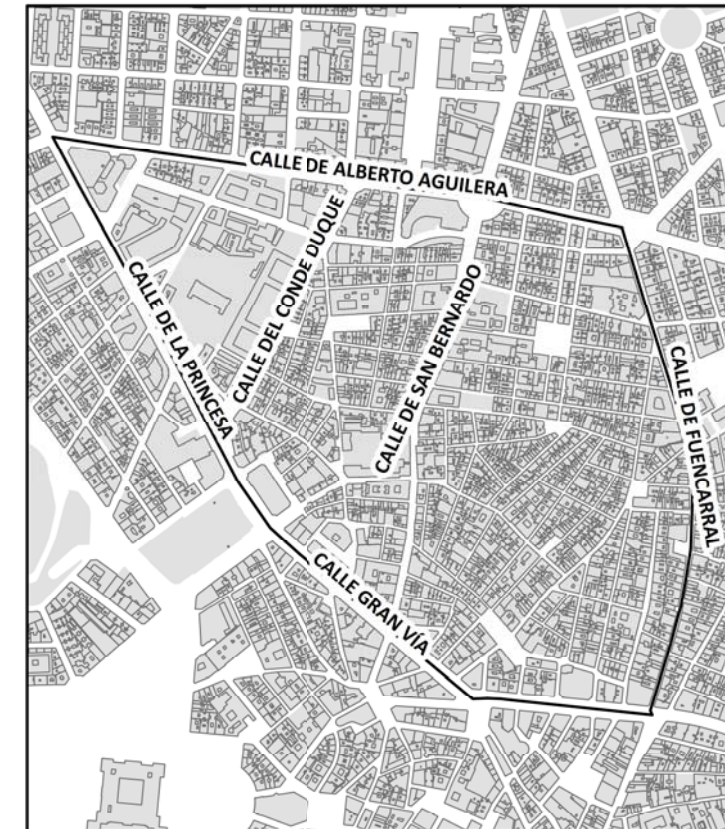 CALLE DE ALBERTO AGUILERA
CALLE DEL CONDE DUQUE
CALLE DE SAN BERNARDO
CALLE DE LA PRINCESA
CALLE DE FUENCARRAL
CALLE GRAN VÍA